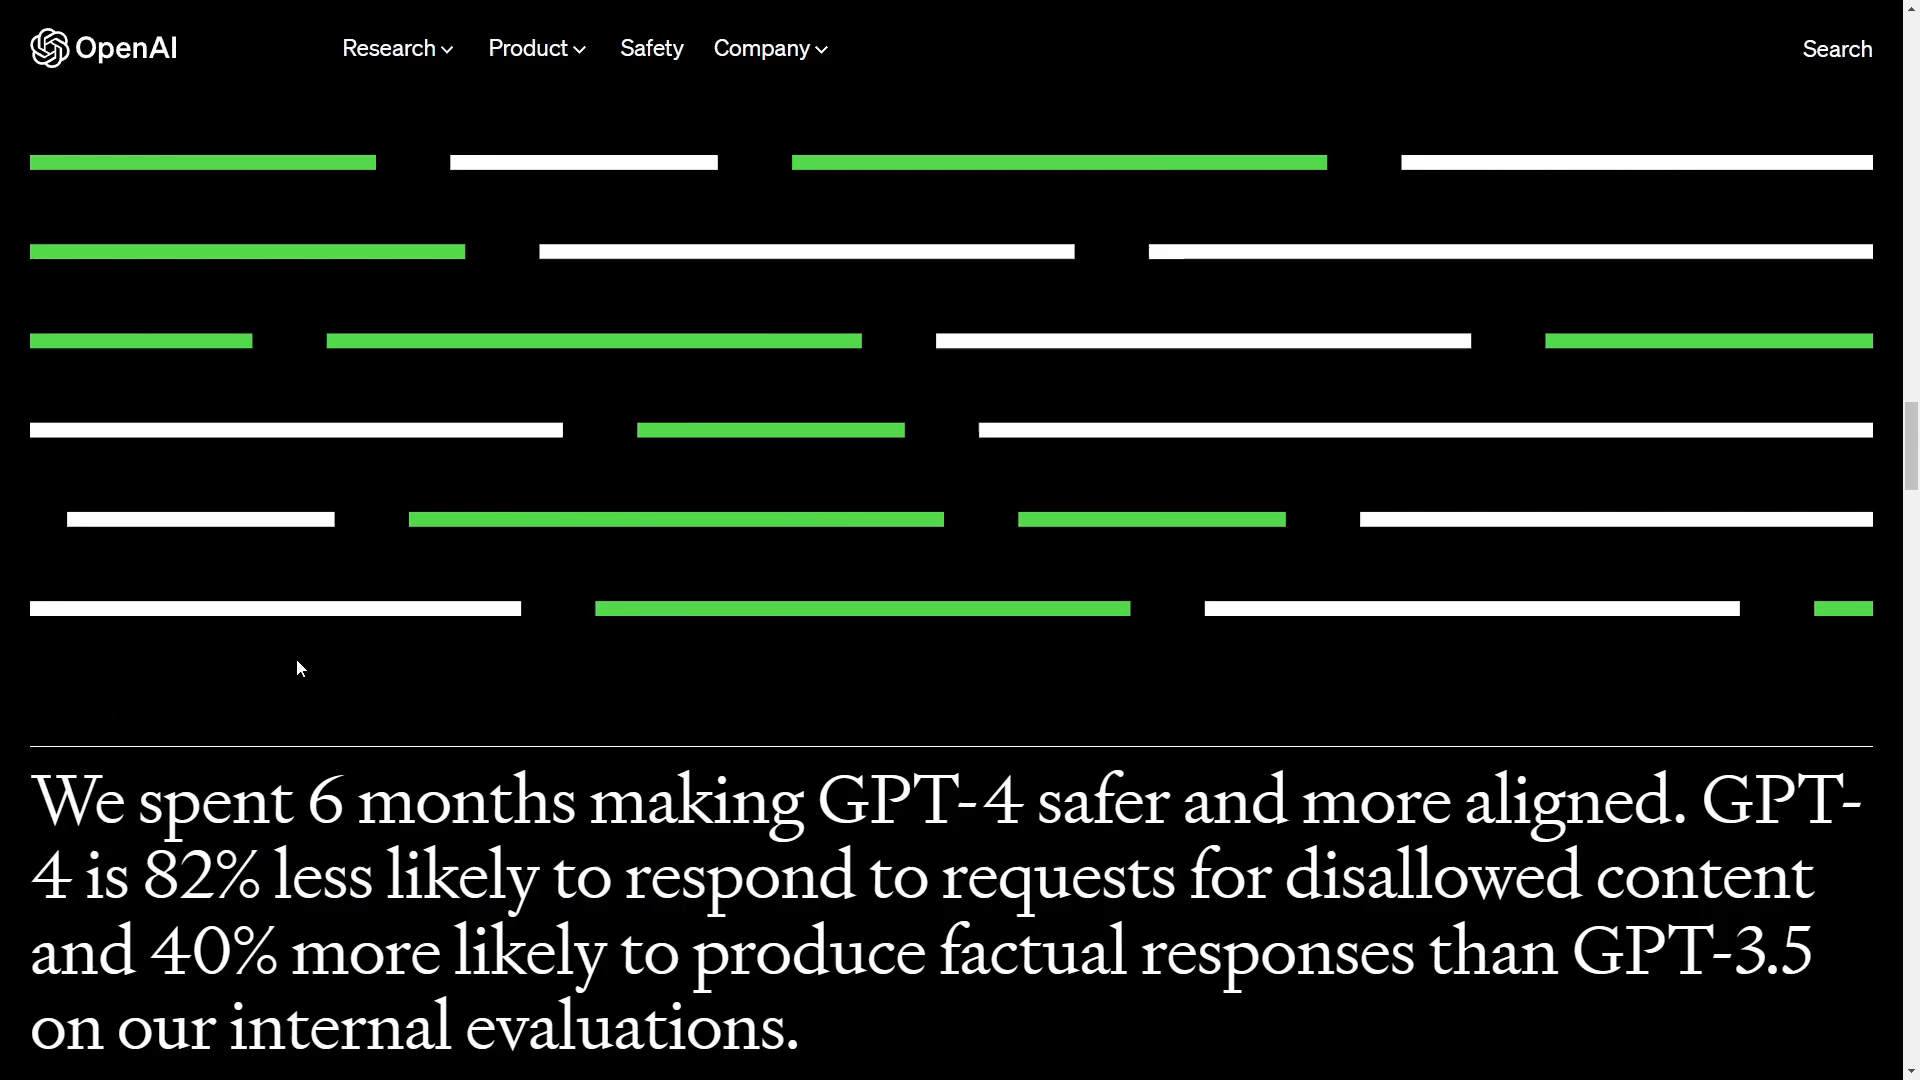 OpenAI Research Product Safety Company Search
We spent 6 months making GPT-4 safer and more aligned. GPT-
4 is 82% less likely to respond to requests for disallowed content
and 40% more likely to produce factual responses than GPT-3.5
on our internal evaluations.